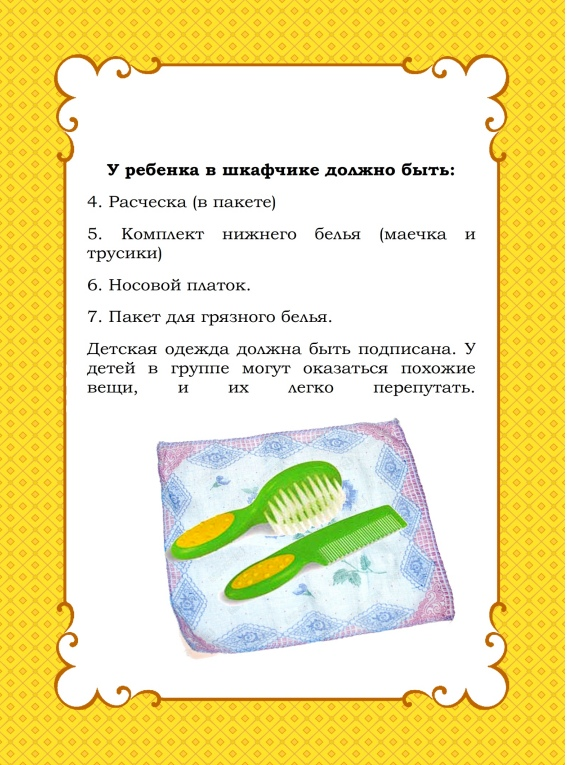 У ребенка в шкафчике должно быть:
4. Расческа (в пакете)
5. Комплект нижнего белья (маечка и
трусики)
6. Носовой платок.
7. Пакет для грязного белья.
Детская одежда должна быть подписана. У
детей в группе могут оказаться похожие
вещи, и их легко перепутать.